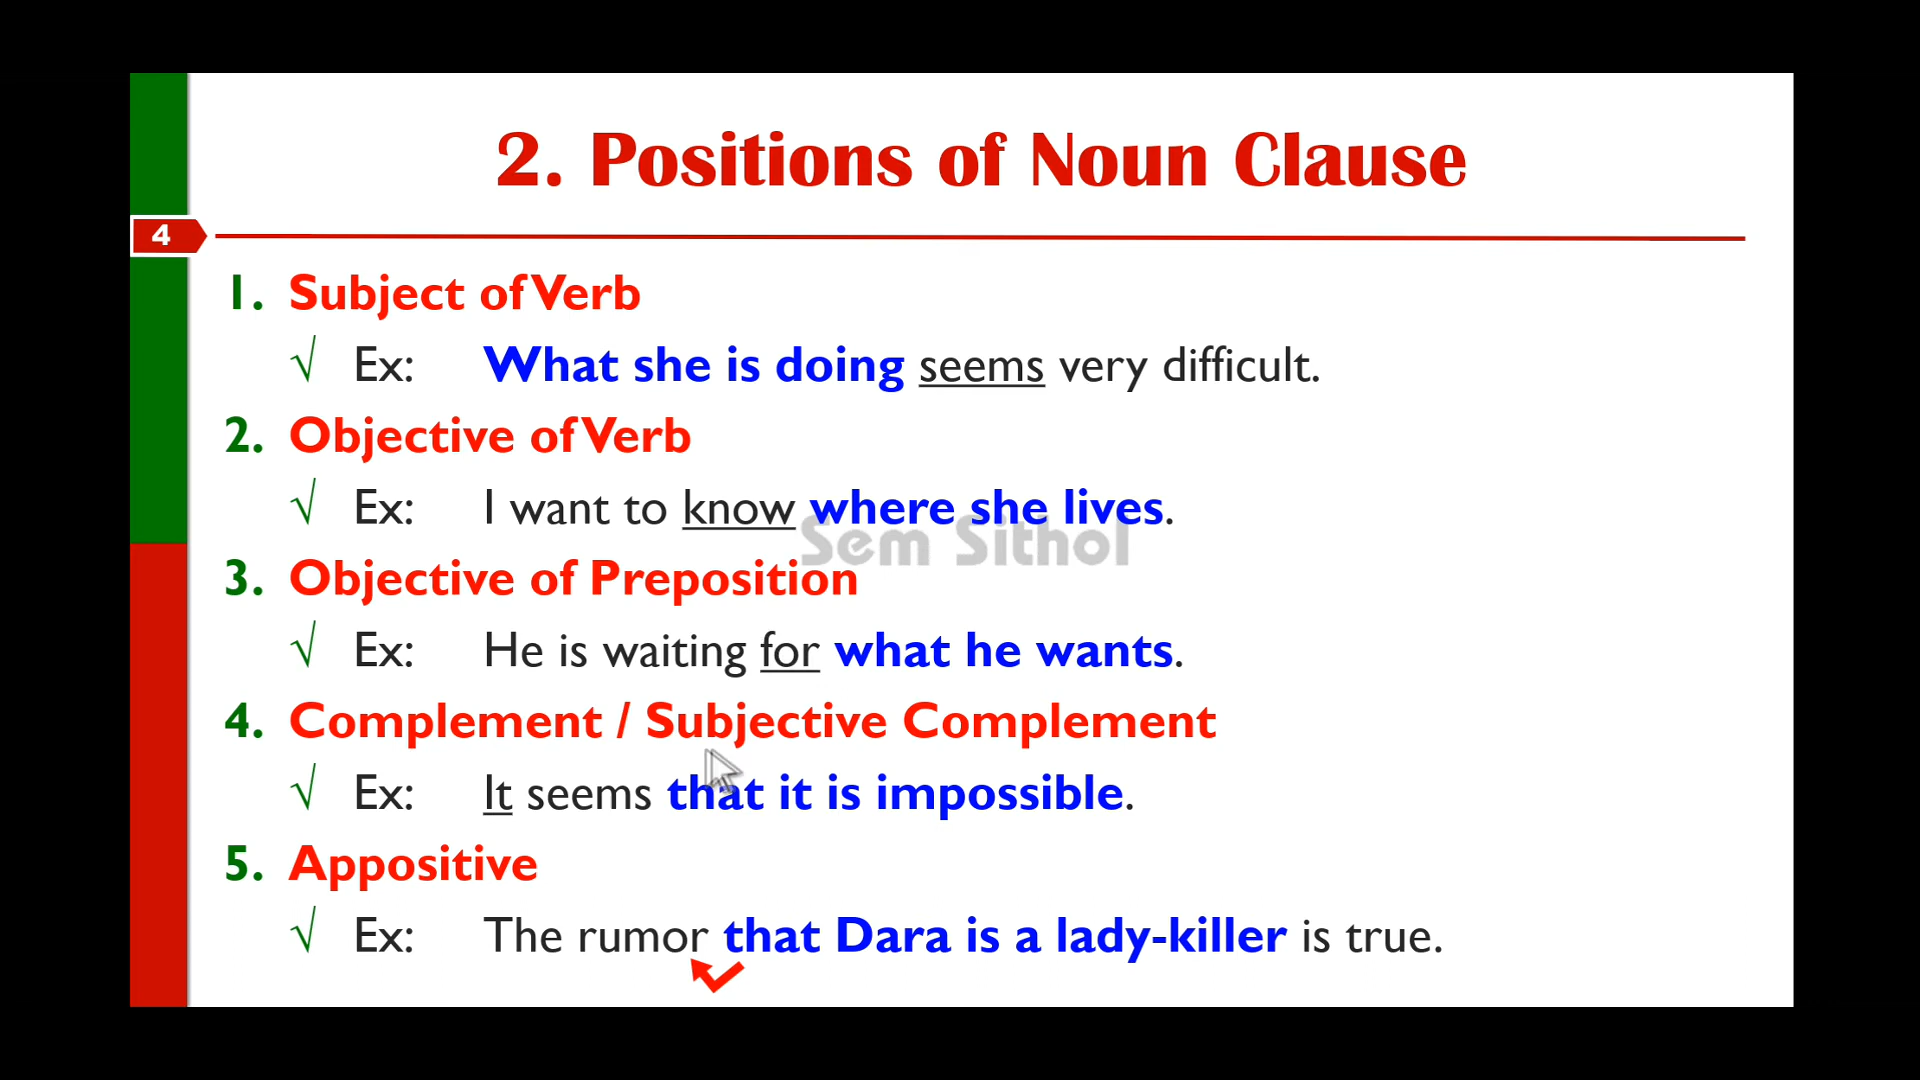 2. Positions of Noun Clause
4
1. Subject of Verb
√ Ex: What she is doing seems very difficult.
2. Objective of Verb
√ Ex: I want to know where she lives.
Sem Sithol
3. Objective of Preposition
√ Ex: He is waiting for what he wants.
4. Complement / Subjective Complement
√ Ex: It seems that it is impossible.
5. Appositive
√ Ex: The rumor that Dara is a lady-killer is true.